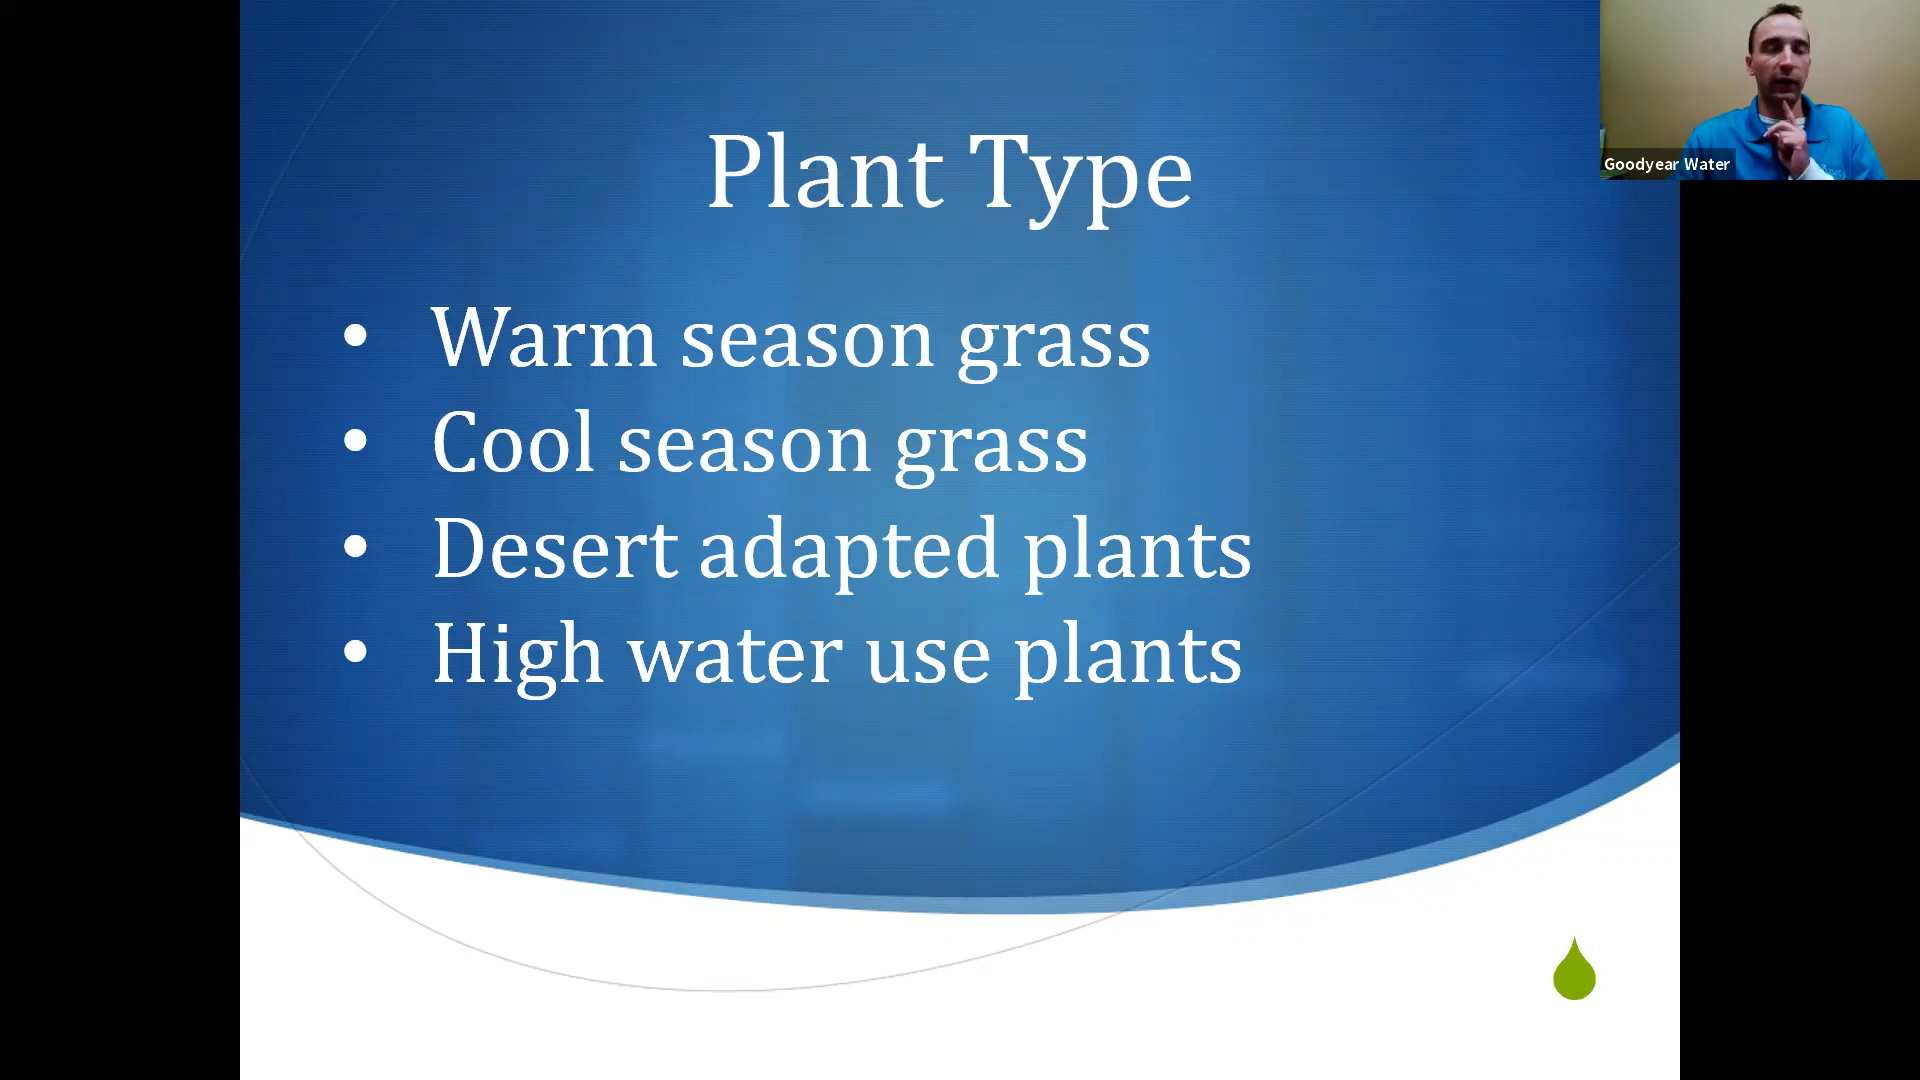 Plant Type
• Warm season grass
• Cool season grass
• Desert adapted plants
• High water use plants
Goodyear Water